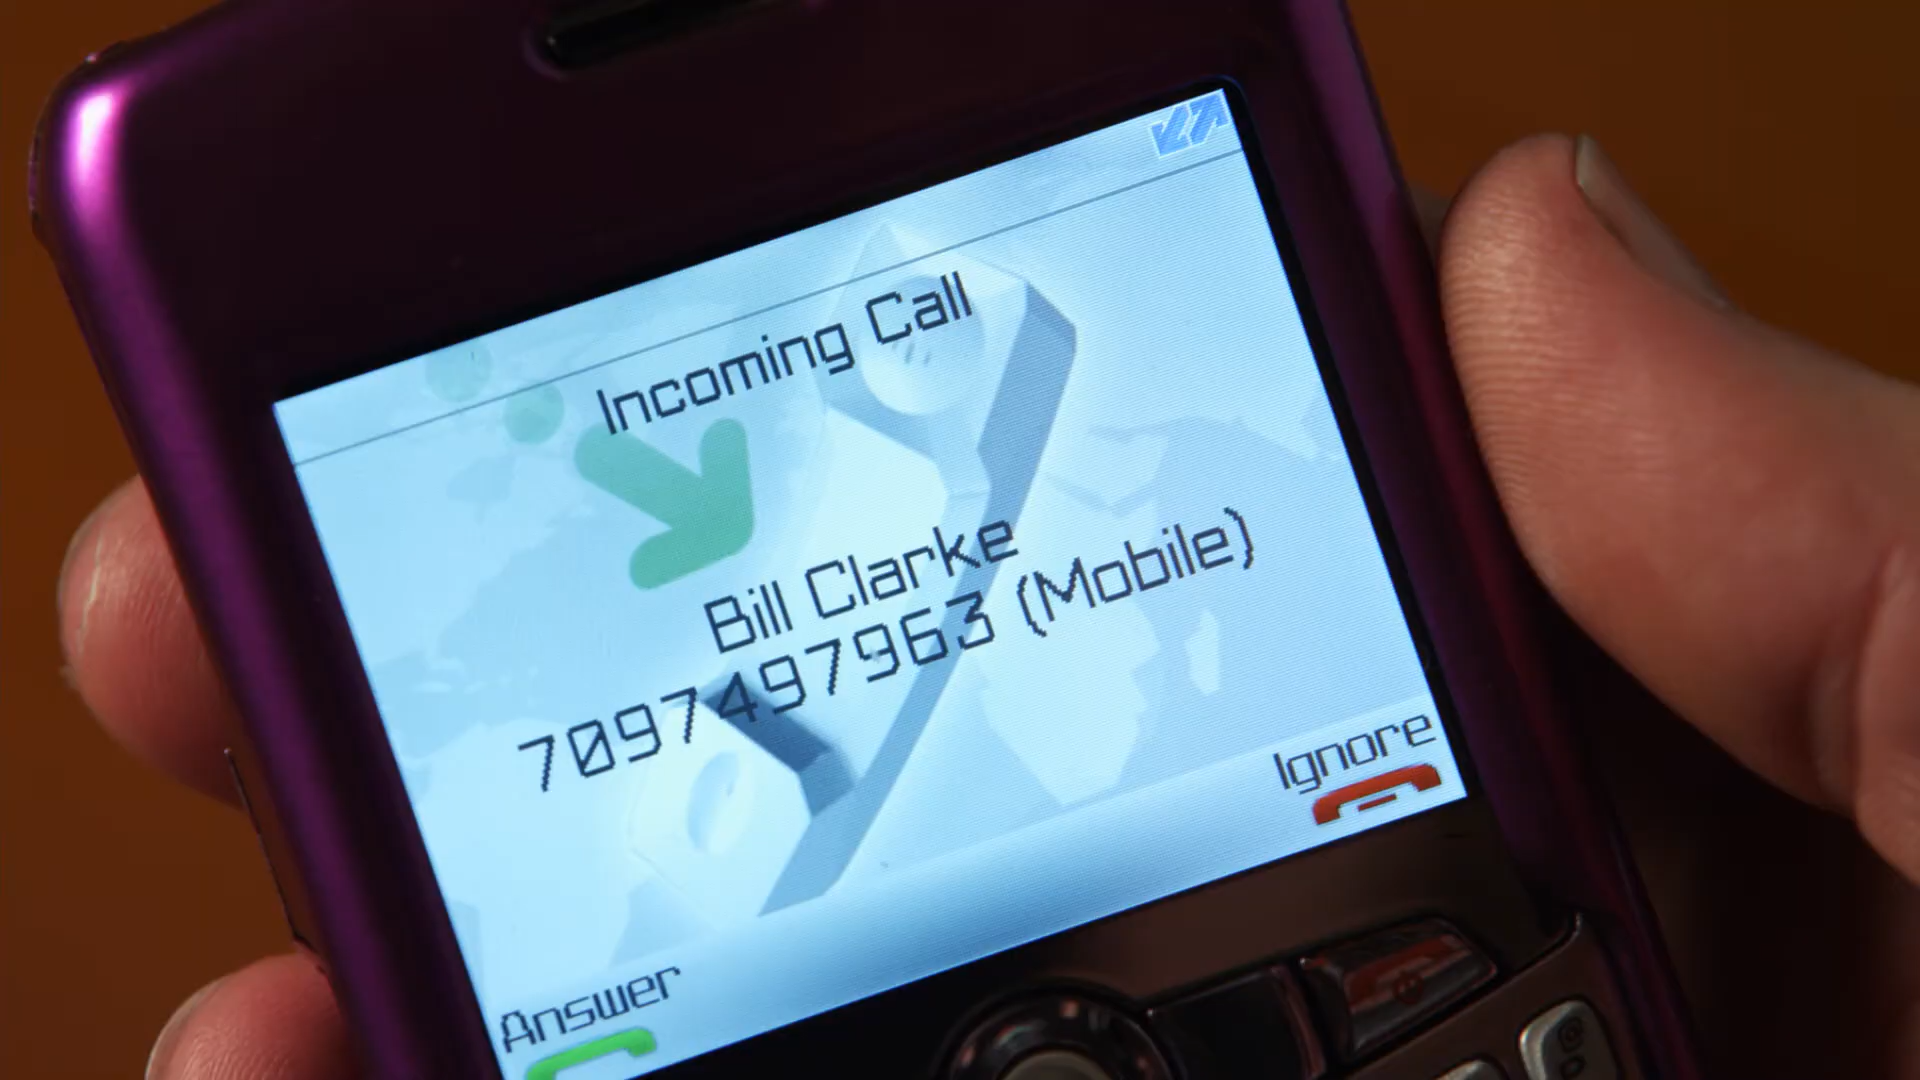 Incoming Call
Bill Clarke
7097497963 (Mobile)
Ignore
Answer